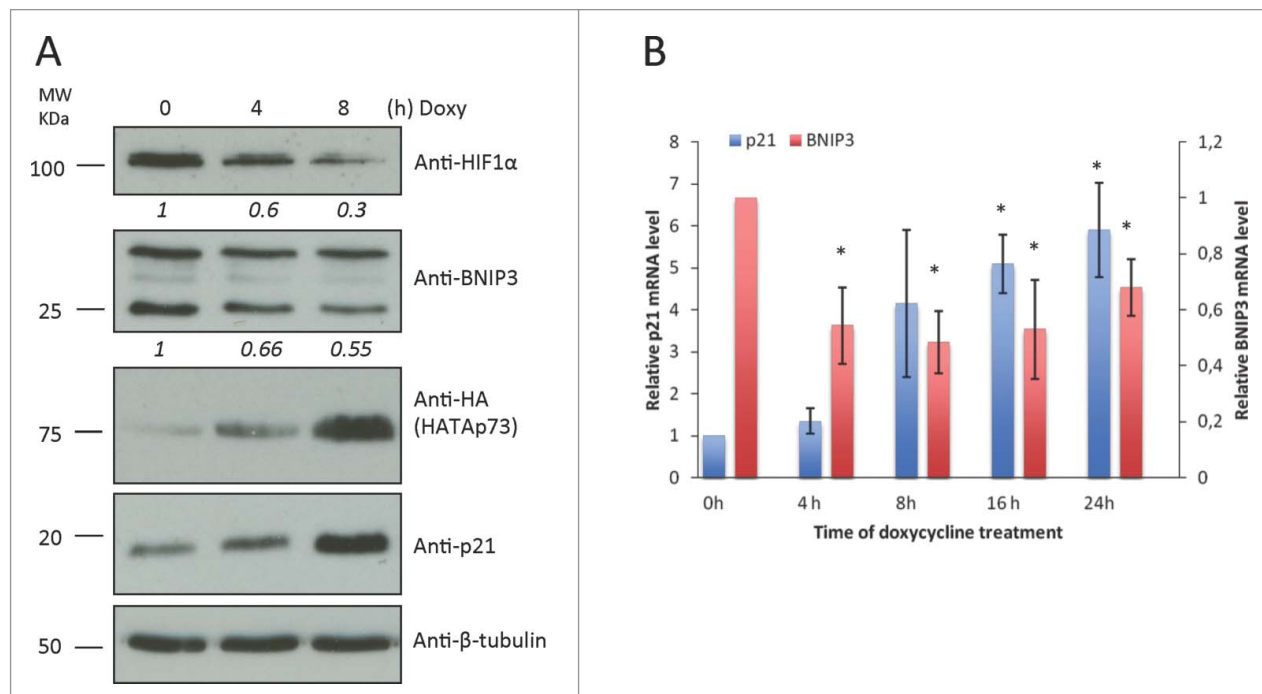 A
MW
KDa
0 4 8 (h) Doxy
100
Anti-HIF1α
1 0.6 0.3
25
Anti-BNIP3
1 0.66 0.55
75
Anti-HA
(HATAp73)
20
Anti-p21
50
Anti-β-tubulin
B
p21 BNIP3
Relative p21 mRNA level
8
7
6
5
4
3
2
1
0
* * * * * *
1,2
1
0,8
0,6
0,4
0,2
0
Relative BNIP3 mRNA level
0h 4 h 8h 16 h 24h
Time of doxycycline treatment